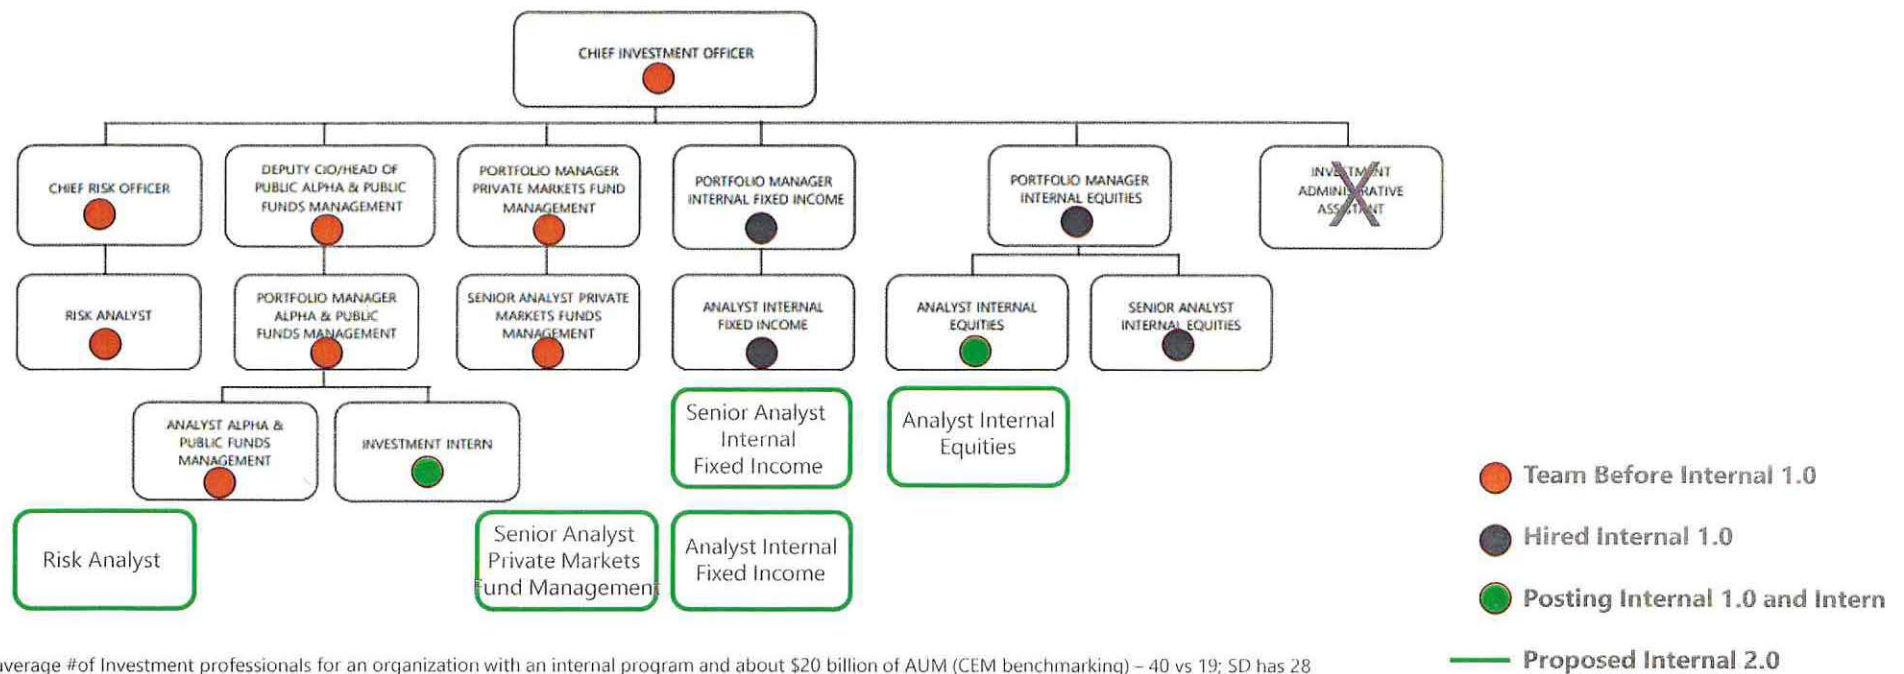 CHIEF INVESTMENT OFFICER
CHIEF RISK OFFICER
DEPUTY CIO/HEAD OF
PUBLIC ALPHA & PUBLIC
FUNDS MANAGEMENT
PORTFOLIO MANAGER
PRIVATE MARKETS FUND
MANAGEMENT
PORTFOLIO MANAGER
INTERNAL FIXED INCOME
PORTFOLIO MANAGER
INTERNAL EQUITIES
INVESTMENT
ADMINISTRATIVE
ASSISTANT
RISK ANALYST
PORTFOLIO MANAGER
ALPHA & PUBLIC
FUNDS MANAGEMENT
SENIOR ANALYST PRIVATE
MARKETS FUNDS
MANAGEMENT
ANALYST INTERNAL
FIXED INCOME
ANALYST INTERNAL
EQUITIES
SENIOR ANALYST
INTERNAL EQUITIES
ANALYST ALPHA &
PUBLIC FUNDS
MANAGEMENT
INVESTMENT INTERN
Senior Analyst
Internal
Fixed Income
Analyst Internal
Equities
Risk Analyst
Senior Analyst
Private Markets
Fund Management
Analyst Internal
Fixed Income
Team Before Internal 1.0
Hired Internal 1.0
Posting Internal 1.0 and Intern
Proposed Internal 2.0
average #of Investment professionals for an organization with an internal program and about $20 billion of AUM (CEM benchmarking) – 40 vs 19; SD has 28